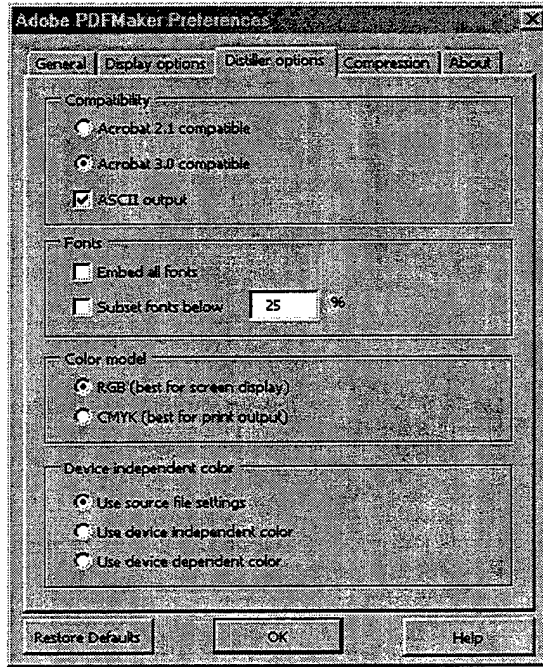 Adobe PDFMaker Preferences
General Display options Distiller options Compression About
Compatibility
Acrobat 2.1 compatible
Acrobat 3.0 compatible
ASCII output
Fonts
Embed all fonts
Subset fonts below 25 %
Color model
RGB (best for screen display)
CMYK (best for print output)
Device independent color
Use source file settings
Use device independent color
Use device dependent color
Restore Defaults OK Help